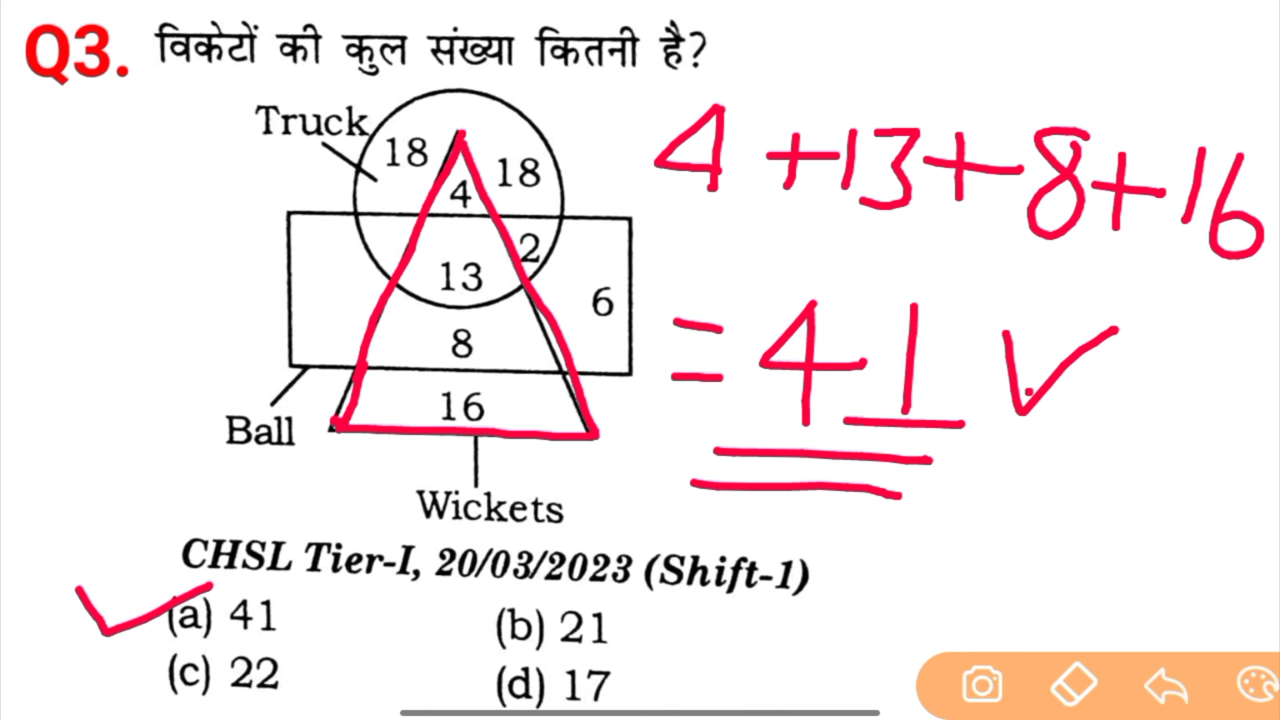 Q3. विकेटों की कुल संख्या कितनी है?
Truck
18
18
4
2
13
6
8
16
Ball
Wickets
4 + 13 + 8 + 16
= 41
CHSL Tier-I, 20/03/2023 (Shift-1)
(a) 41 (b) 21
(c) 22 (d) 17